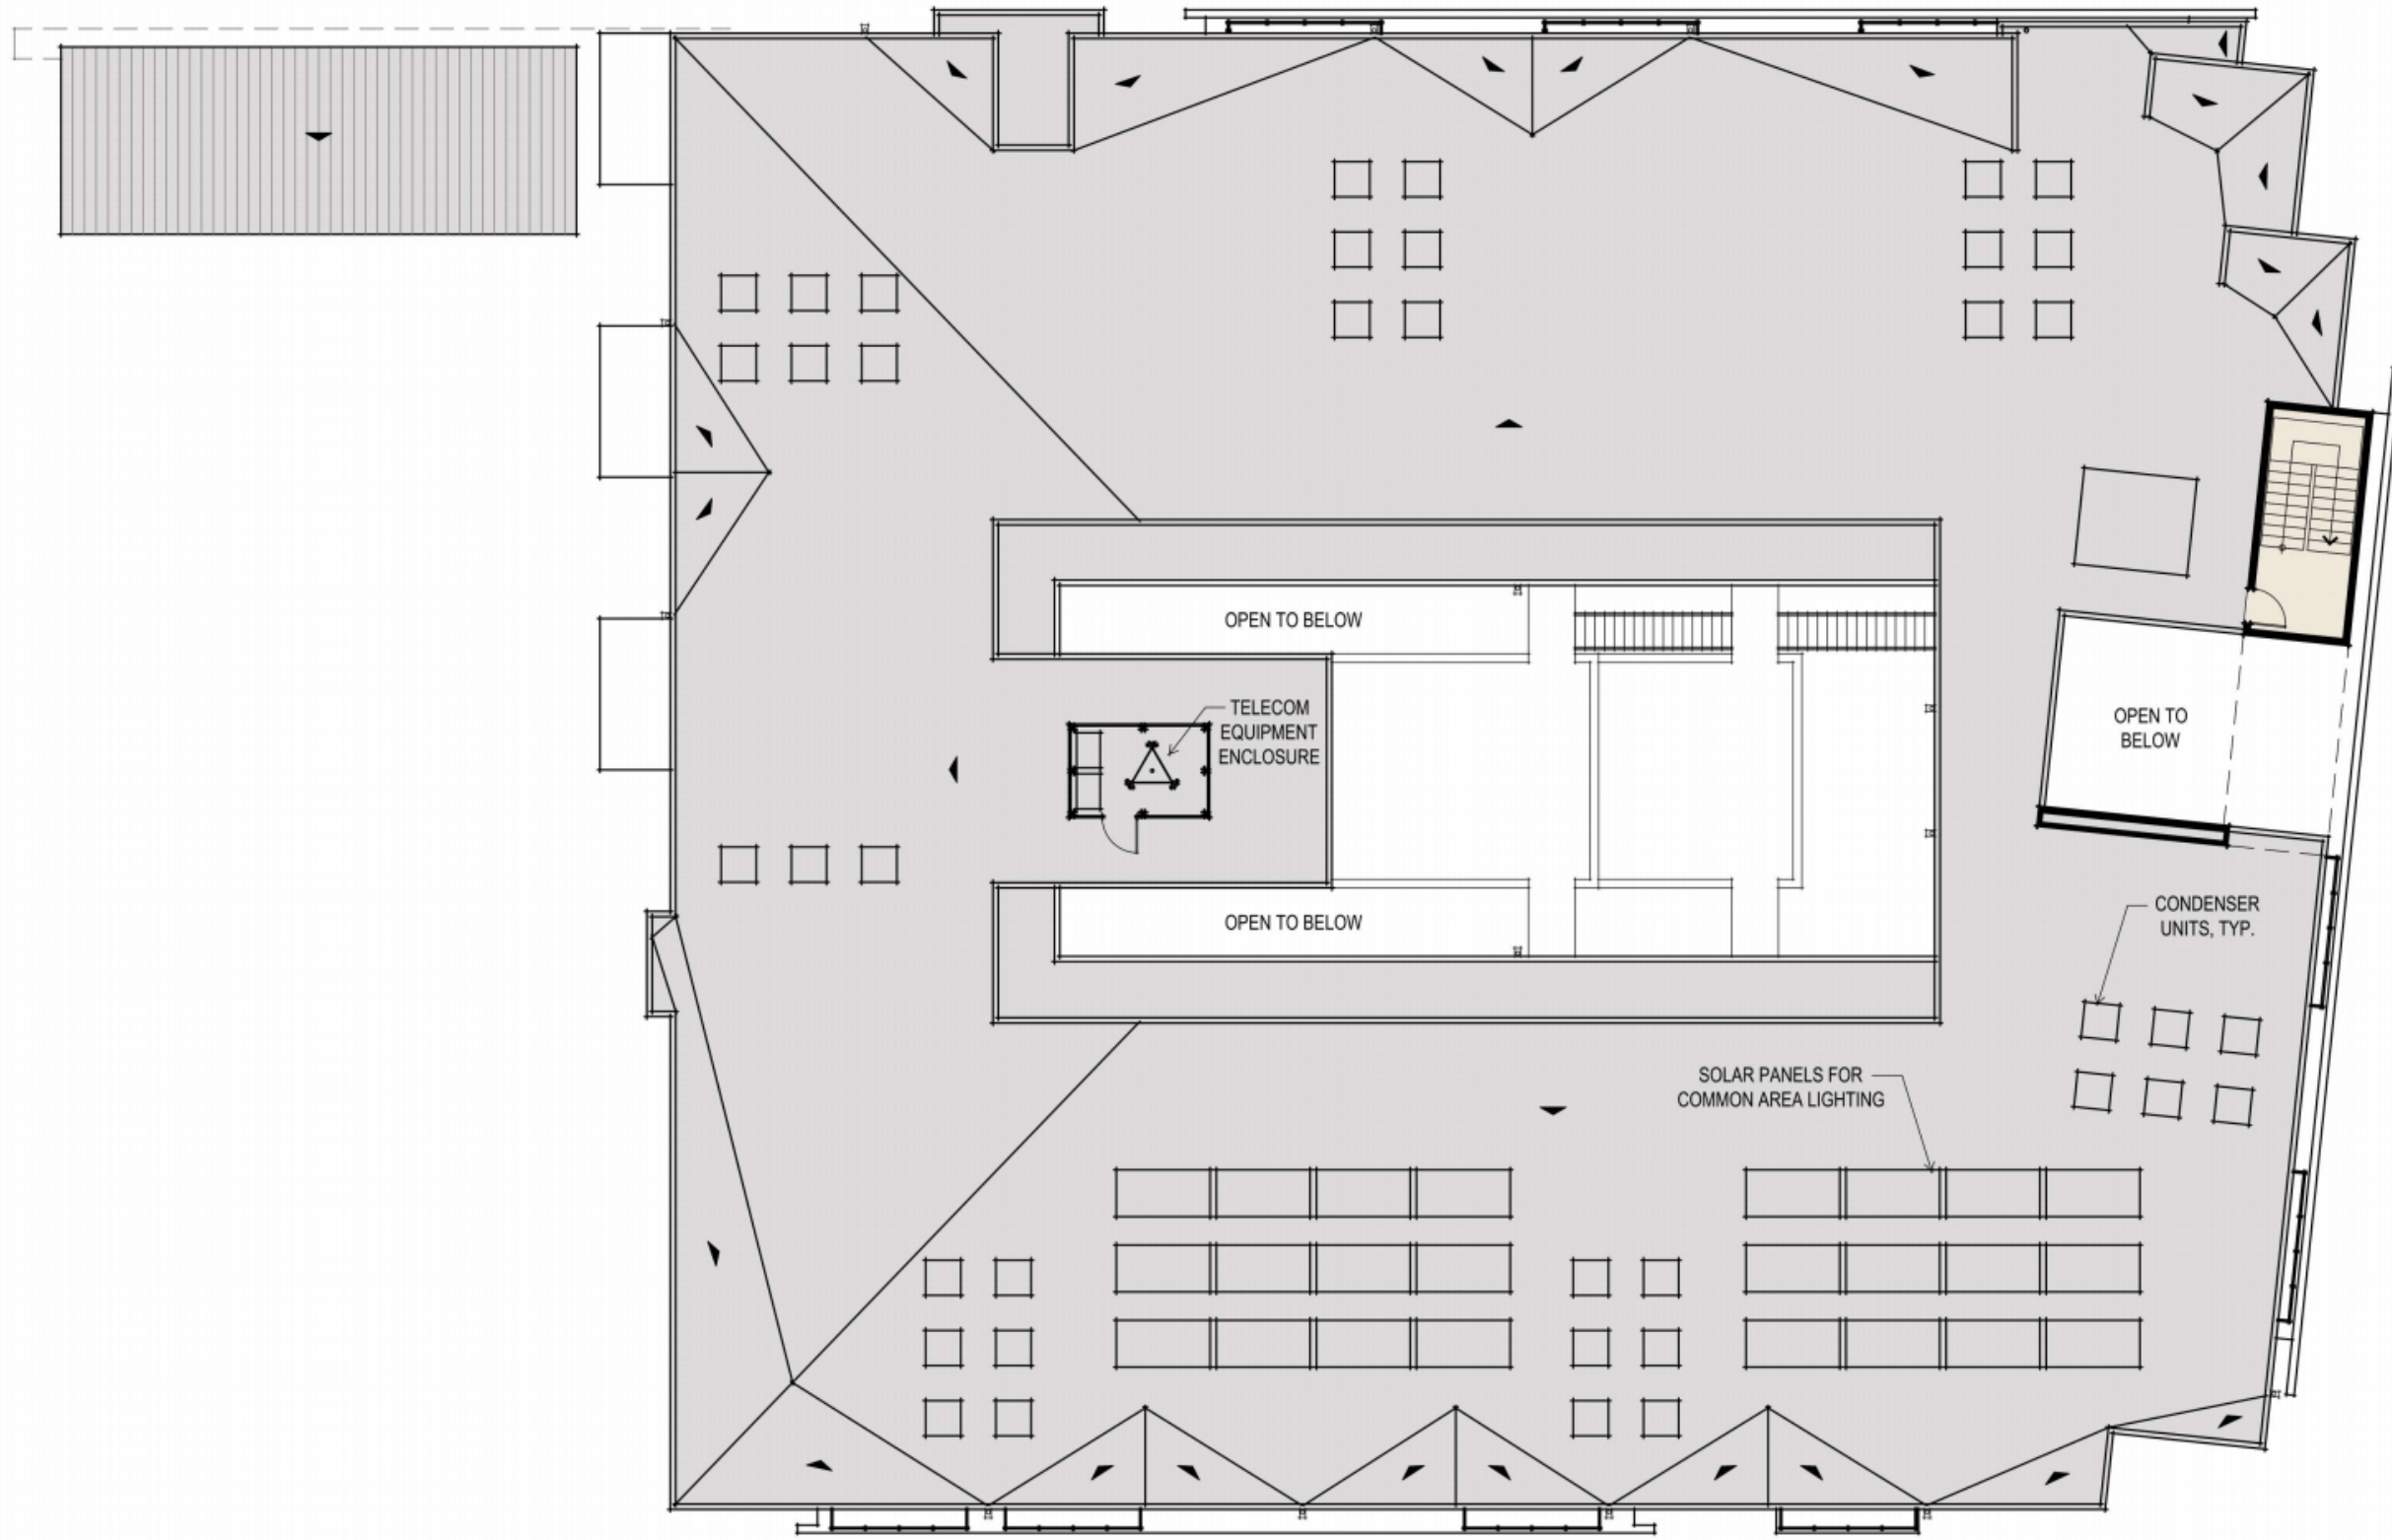 OPEN TO BELOW
TELECOM
EQUIPMENT
ENCLOSURE
OPEN TO
BELOW
OPEN TO BELOW
CONDENSER
UNITS, TYP.
SOLAR PANELS FOR
COMMON AREA LIGHTING